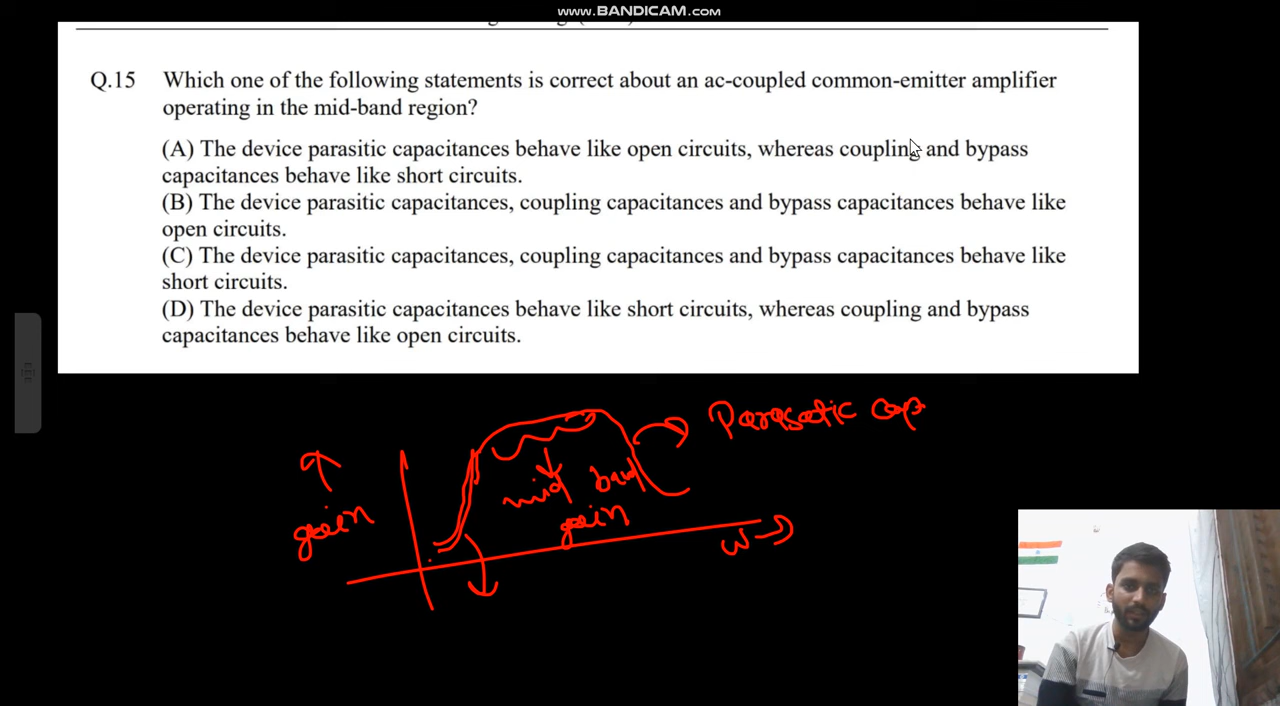 www.BANDICAM.com
Q.15 Which one of the following statements is correct about an ac-coupled common-emitter amplifier
operating in the mid-band region?
(A) The device parasitic capacitances behave like open circuits, whereas coupling and bypass
capacitances behave like short circuits.
(B) The device parasitic capacitances, coupling capacitances and bypass capacitances behave like
open circuits.
(C) The device parasitic capacitances, coupling capacitances and bypass capacitances behave like
short circuits.
(D) The device parasitic capacitances behave like short circuits, whereas coupling and bypass
capacitances behave like open circuits.
Parasatic cap
mid band
gain
gain
w